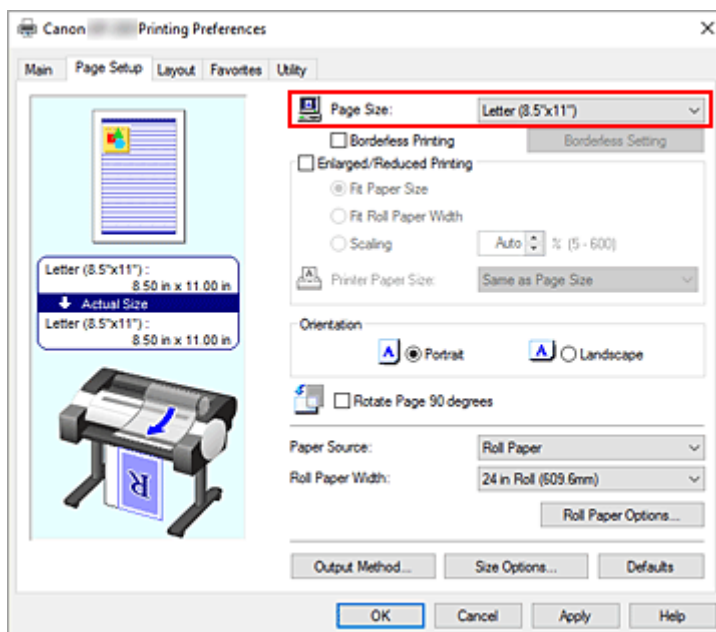 Canon Printing Preferences
Main Page Setup Layout Favorites Utility
Page Size: Letter (8.5"x11")
Borderless Printing Borderless Setting
Enlarged/Reduced Printing
Fit Paper Size
Fit Roll Paper Width
Scaling Auto % (5 - 600)
Printer Paper Size: Same as Page Size
Letter (8.5"x11") :
8.50 in x 11.00 in
Actual Size
Letter (8.5"x11") :
8.50 in x 11.00 in
Orientation
A Portrait A Landscape
Rotate Page 90 degrees
Paper Source: Roll Paper
Roll Paper Width: 24 in Roll (609.6mm)
Roll Paper Options...
R
Output Method... Size Options... Defaults
OK Cancel Apply Help